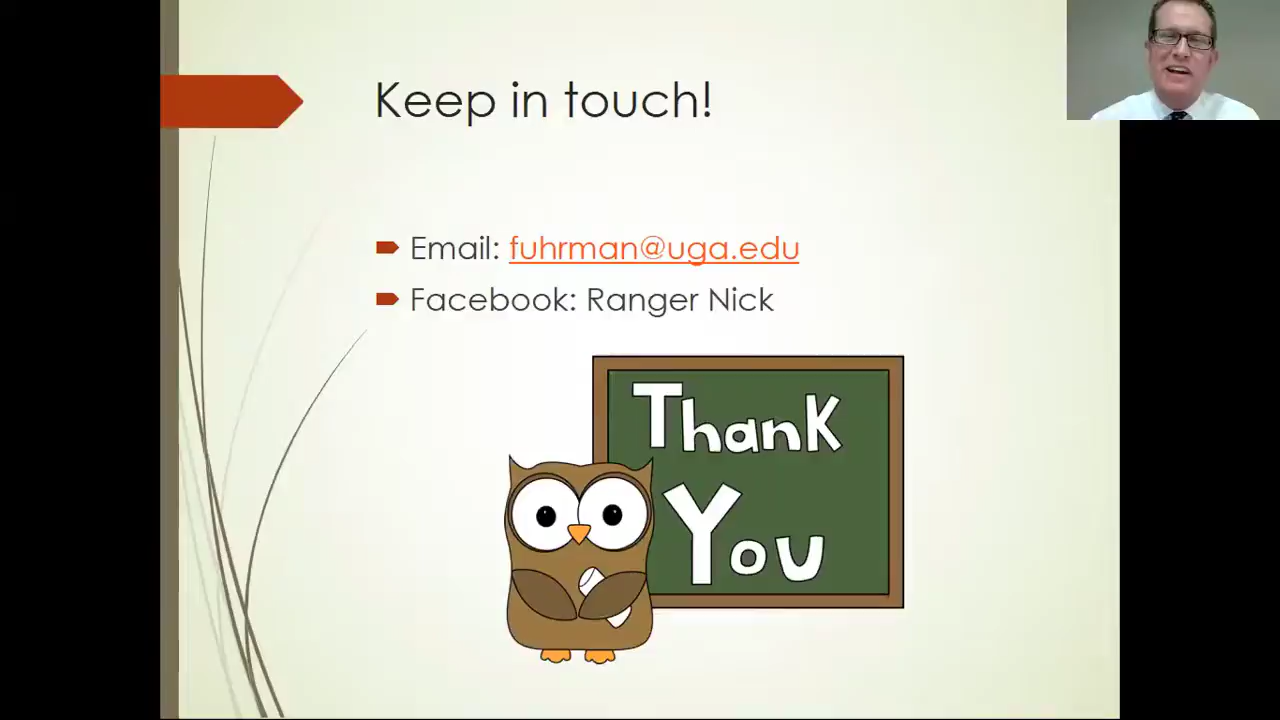 Keep in touch!
Email: fuhrman@uga.edu
Facebook: Ranger Nick
Thank
You